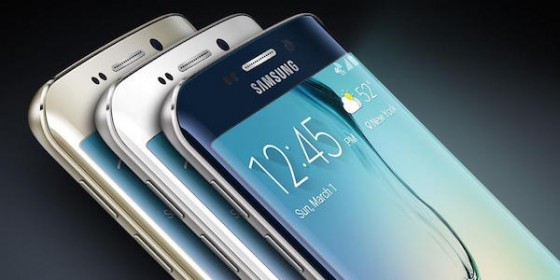 SAMSUNG
12:45
Sun, March 1
52°
New York